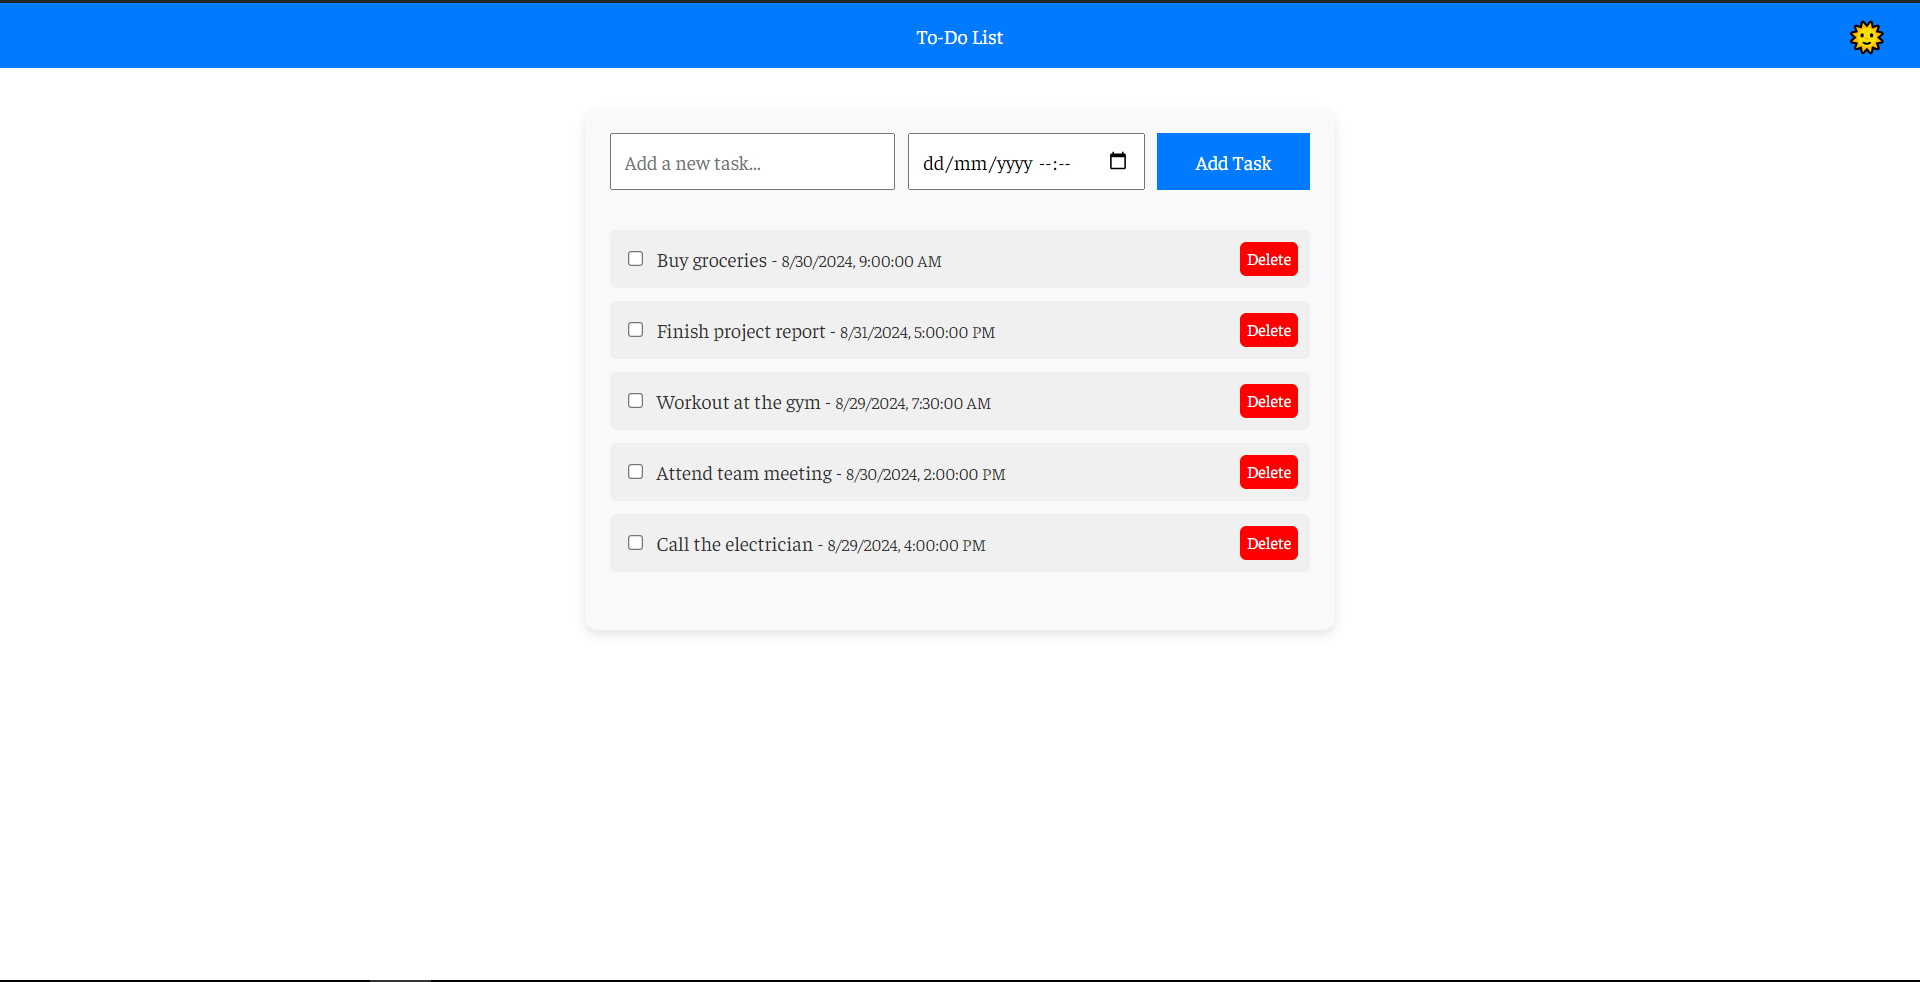 To-Do List
Add a new task...
dd/mm/yyyy --:--
Add Task
Buy groceries - 8/30/2024, 9:00:00 AM
Delete
Finish project report - 8/31/2024, 5:00:00 PM
Delete
Workout at the gym - 8/29/2024, 7:30:00 AM
Delete
Attend team meeting - 8/30/2024, 2:00:00 PM
Delete
Call the electrician - 8/29/2024, 4:00:00 PM
Delete